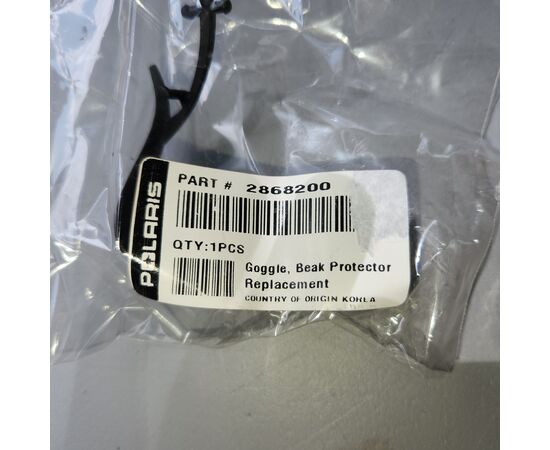 POLARIS
PART # 2868200
QTY:1PCS
Goggle, Beak Protector
Replacement
COUNTRY OF ORIGIN KOREA